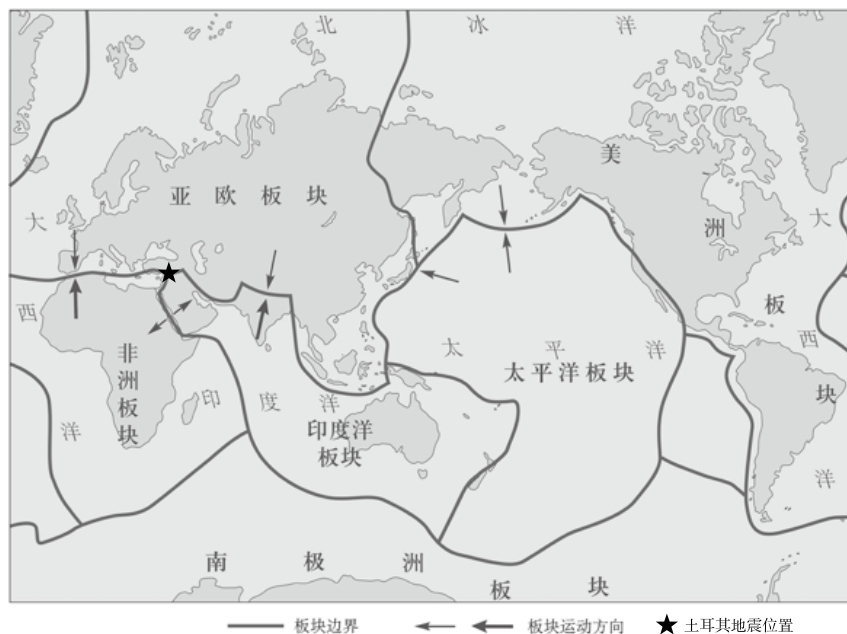 北冰洋
亚欧板块
美洲板块
大西洋
大西洋
非洲板块
印度洋
印度洋
板块
太平洋
太平洋板块
南极洲板块
板块边界
板块运动方向
土耳其地震位置